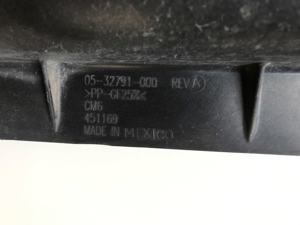 05-32791-000 REV A
>PP-GF25%<
CM6
451169
MADE IN MEXICO